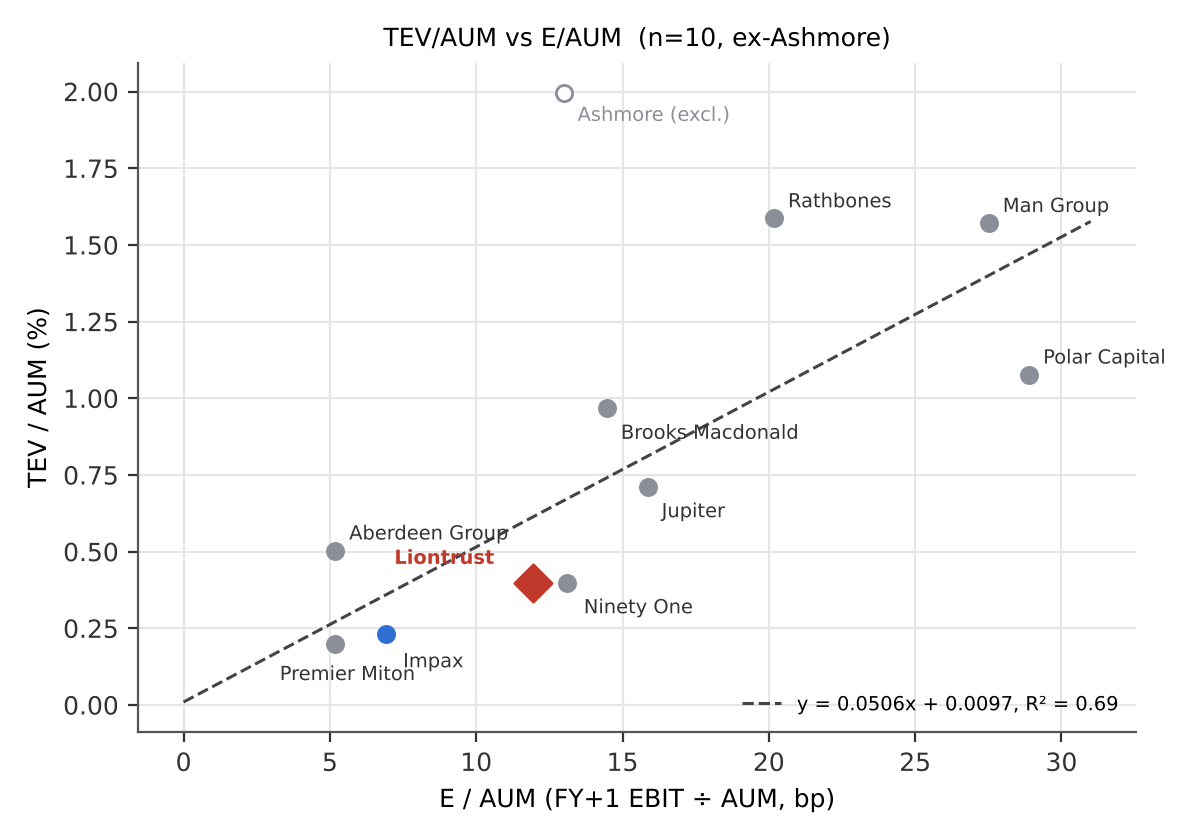 TEV/AUM vs E/AUM (n=10, ex-Ashmore)
TEV / AUM (%)
2.00
1.75
1.50
1.25
1.00
0.75
0.50
0.25
0.00
Ashmore (excl.)
Rathbones
Man Group
Polar Capital
Brooks Macdonald
Jupiter
Aberdeen Group
Liontrust
Ninety One
Impax
Premier Miton
y = 0.0506x + 0.0097, R² = 0.69
0 5 10 15 20 25 30
E / AUM (FY+1 EBIT ÷ AUM, bp)